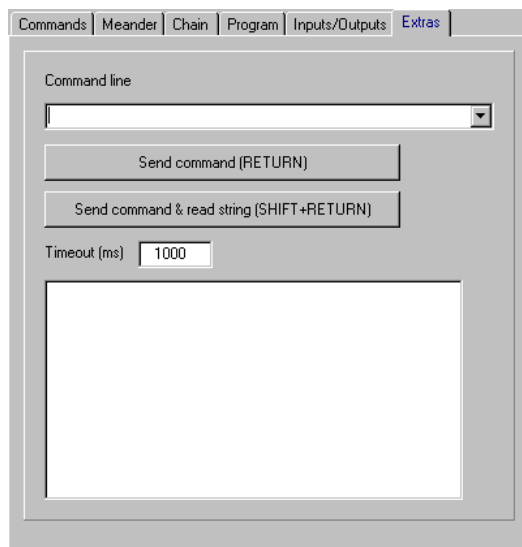 Commands Meander Chain Program Inputs/Outputs Extras
Command line
Send command (RETURN)
Send command & read string (SHIFT+RETURN)
Timeout (ms) 1000